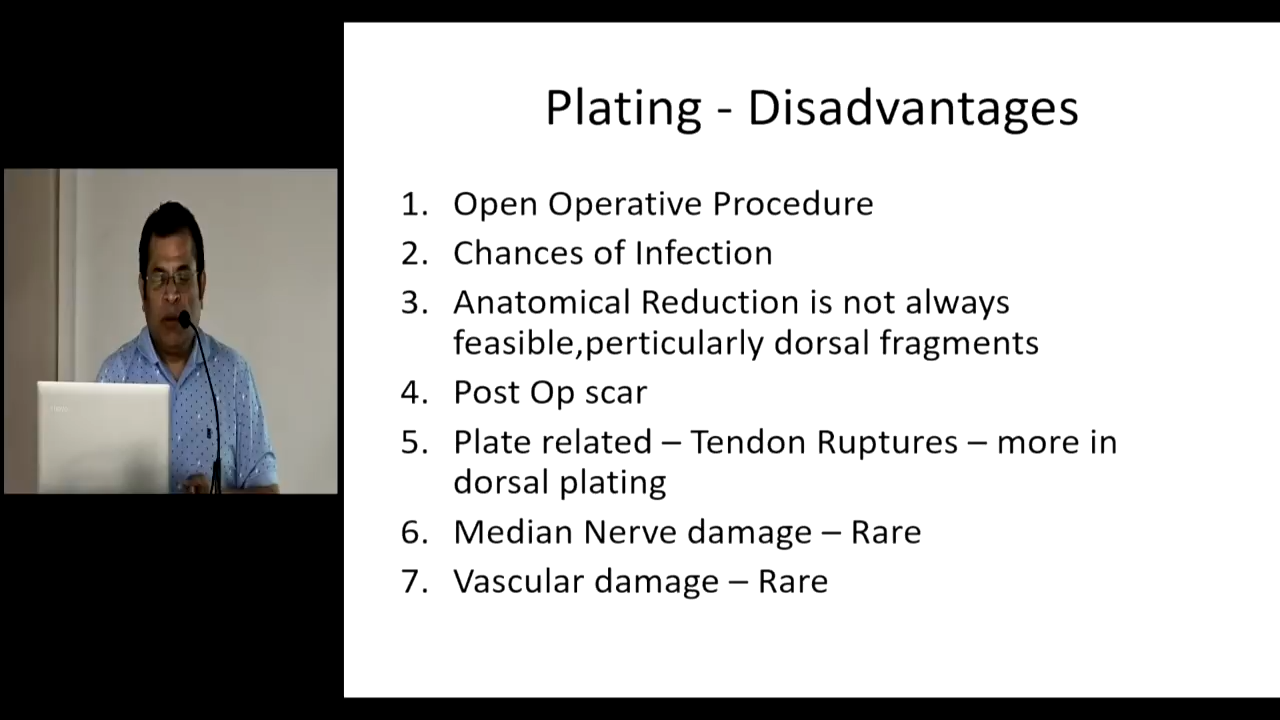 Plating - Disadvantages
1. Open Operative Procedure
2. Chances of Infection
3. Anatomical Reduction is not always
feasible,perticularly dorsal fragments
4. Post Op scar
5. Plate related – Tendon Ruptures – more in
dorsal plating
6. Median Nerve damage – Rare
7. Vascular damage – Rare